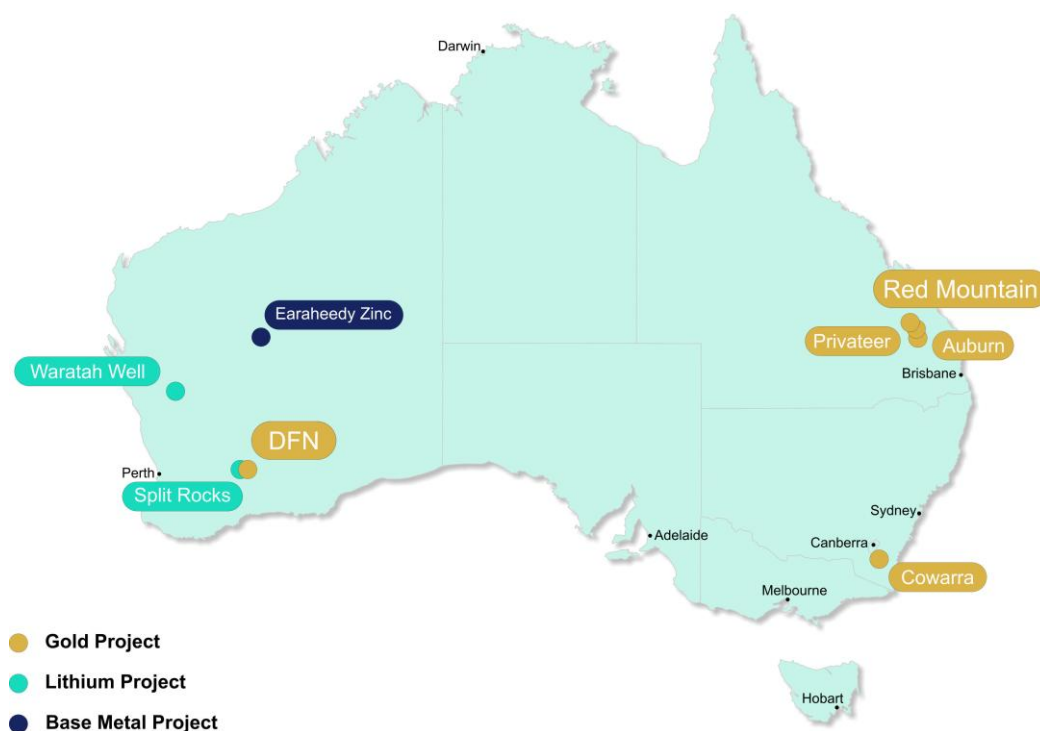 Darwin
Red Mountain
Earaheedy Zinc
Privateer
Auburn
Waratah Well
Brisbane
DFN
Perth
Split Rocks
Sydney
Adelaide
Canberra
Cowarra
Melbourne
Gold Project
Lithium Project
Hobart
Base Metal Project